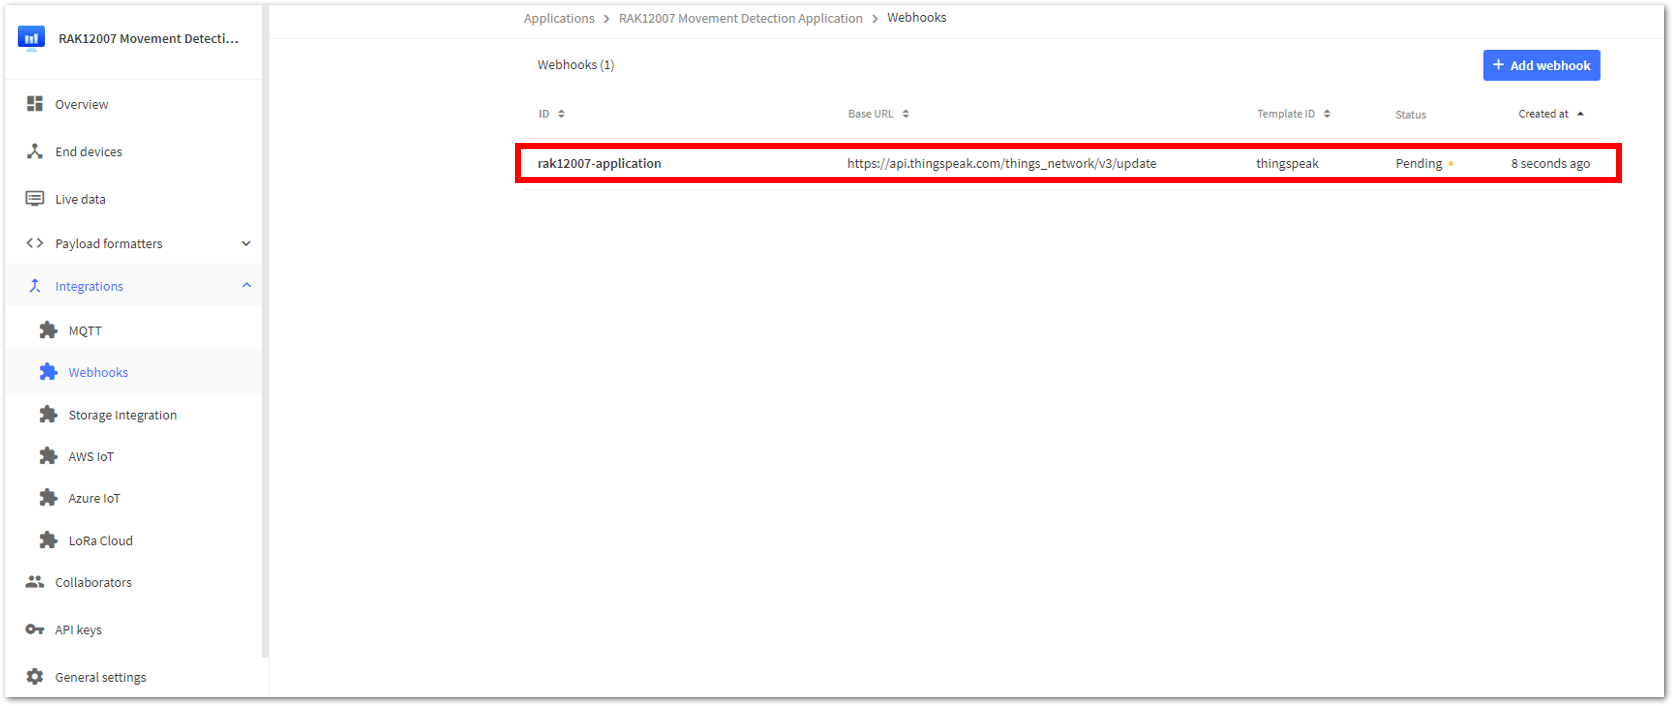 RAK12007 Movement Detecti...
Overview
End devices
Live data
Payload formatters
Integrations
MQTT
Webhooks
Storage Integration
AWS IoT
Azure IoT
LoRa Cloud
Collaborators
API keys
General settings
Applications > RAK12007 Movement Detection Application > Webhooks
Webhooks (1)
+ Add webhook
ID Base URL Template ID Status Created at
rak12007-application https://api.thingspeak.com/things_network/v3/update thingspeak Pending 8 seconds ago